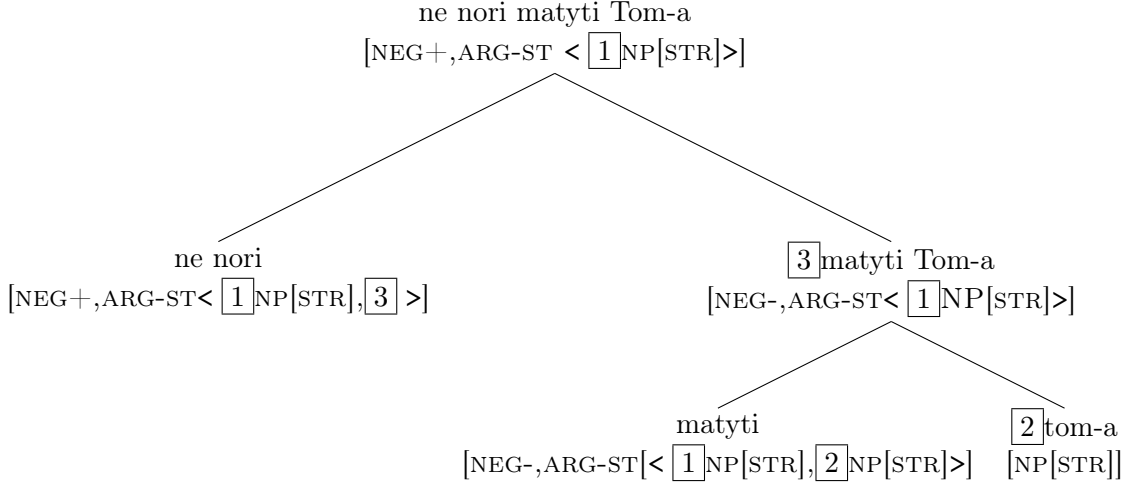 ne nori matyti Tom-a
[NEG+,ARG-ST < 1 NP[STR]>]
ne nori
[NEG+,ARG-ST< 1 NP[STR],3 >]
3 matyti Tom-a
[NEG-,ARG-ST< 1 NP[STR]>]
matyti
[NEG-,ARG-ST[< 1 NP[STR],2 NP[STR]>]
2 tom-a
[NP[STR]]